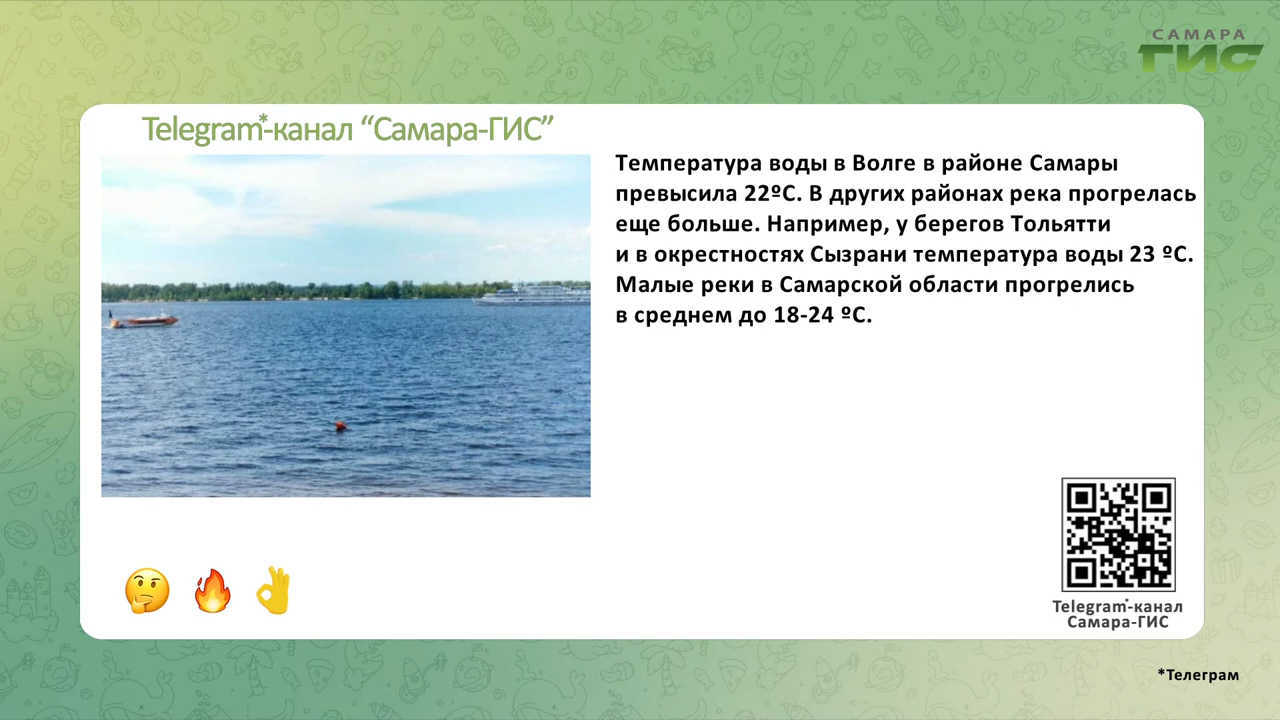 САМАРА
ГИС
Telegram*-канал “Самара-ГИС”
Температура воды в Волге в районе Самары
превысила 22ºС. В других районах река прогрелась
еще больше. Например, у берегов Тольятти
и в окрестностях Сызрани температура воды 23 ºС.
Малые реки в Самарской области прогрелись
в среднем до 18-24 ºС.
Telegram*-канал
Самара-ГИС
*Телеграм